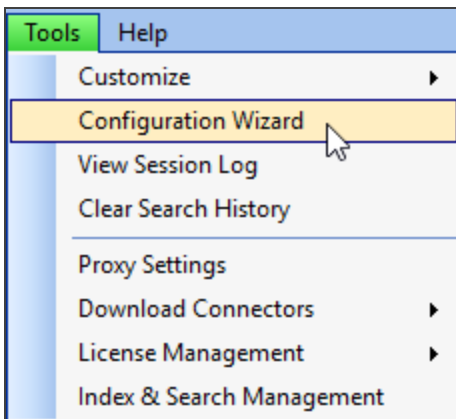 Tools Help
Customize
Configuration Wizard
View Session Log
Clear Search History
Proxy Settings
Download Connectors
License Management
Index & Search Management